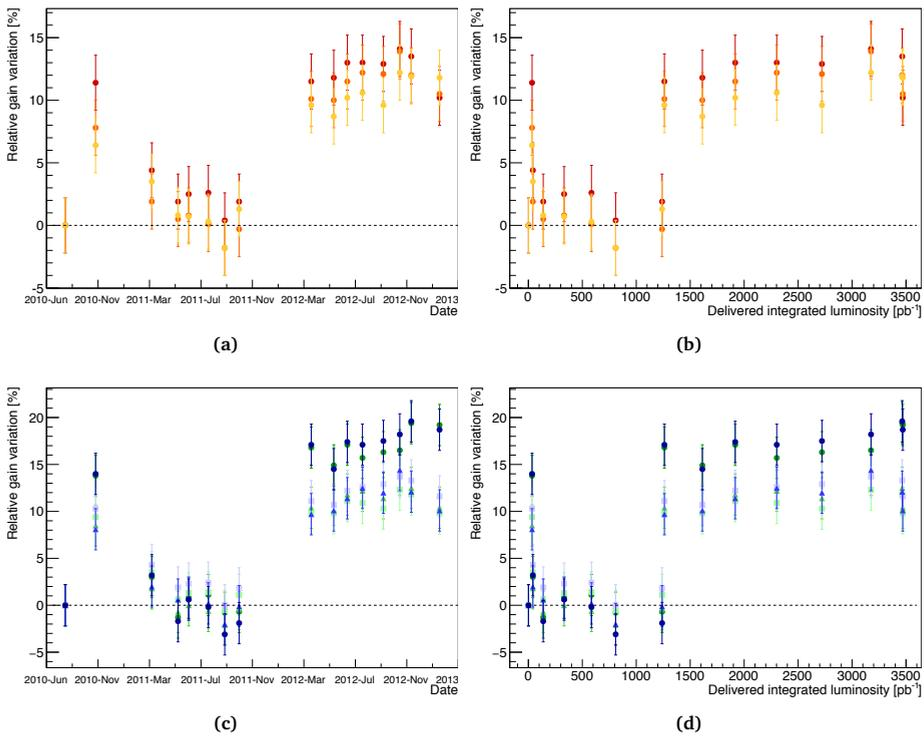 Relative gain variation [%]
15
10
5
0
-5
2010-Jun 2010-Nov 2011-Mar 2011-Jul 2011-Nov 2012-Mar 2012-Jul 2012-Nov 2013
Date
(a)
Relative gain variation [%]
15
10
5
0
-5
0 500 1000 1500 2000 2500 3000 3500
Delivered integrated luminosity [pb⁻¹]
(b)
Relative gain variation [%]
20
15
10
5
0
−5
2010-Jun 2010-Nov 2011-Mar 2011-Jul 2011-Nov 2012-Mar 2012-Jul 2012-Nov 2013
Date
(c)
Relative gain variation [%]
20
15
10
5
0
−5
0 500 1000 1500 2000 2500 3000 3500
Delivered integrated luminosity [pb⁻¹]
(d)